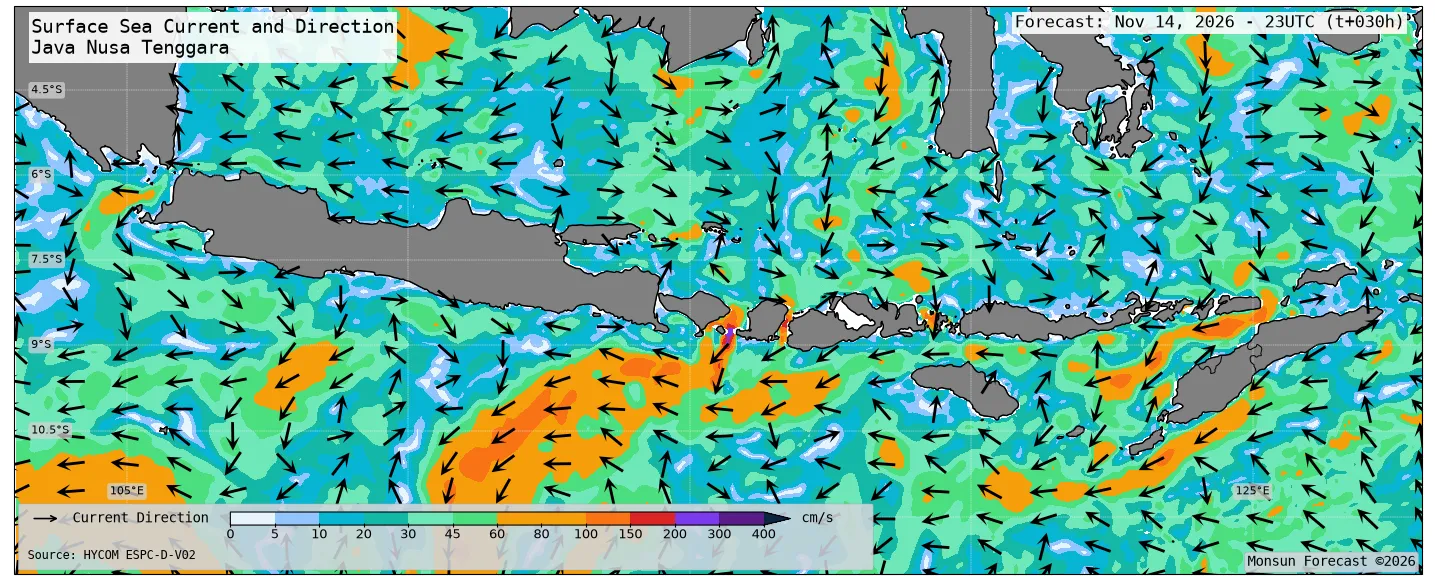 Surface Sea Current and Direction
Java Nusa Tenggara
Forecast: Nov 14, 2026 - 23UTC (t+030h)
4.5°S
6°S
7.5°S
9°S
10.5°S
105°E
125°E
Current Direction
0 5 10 20 30 45 60 80 100 150 200 300 400 cm/s
Source: HYCOM ESPC-D-V02
Monsun Forecast ©2026